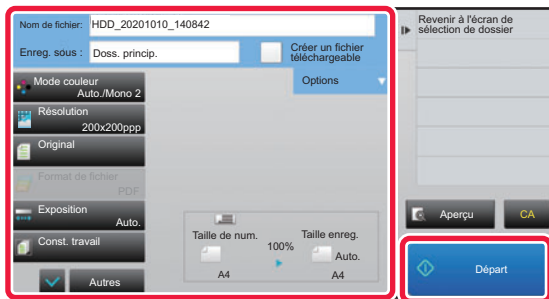 Nom de fichier: HDD_20201010_140842
Enreg. sous : Doss. princip.
Créer un fichier
téléchargeable
Mode couleur
Auto./Mono 2
Options
Résolution
200x200ppp
Original
Format de fichier
PDF
Exposition
Auto.
Const. travail
Autres
Taille de num.
100%
Taille enreg.
Auto.
A4
A4
Revenir à l'écran de
sélection de dossier
Aperçu
CA
Départ